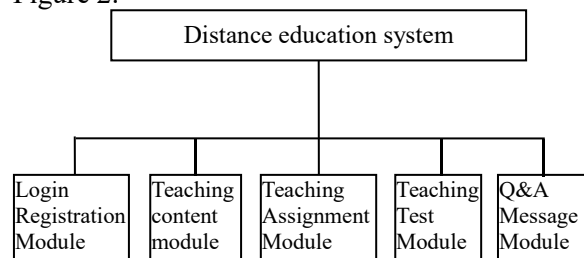 Figure 2.
Distance education system
Login
Registration
Module
Teaching
content
module
Teaching
Assignment
Module
Teaching
Test
Module
Q&A
Message
Module